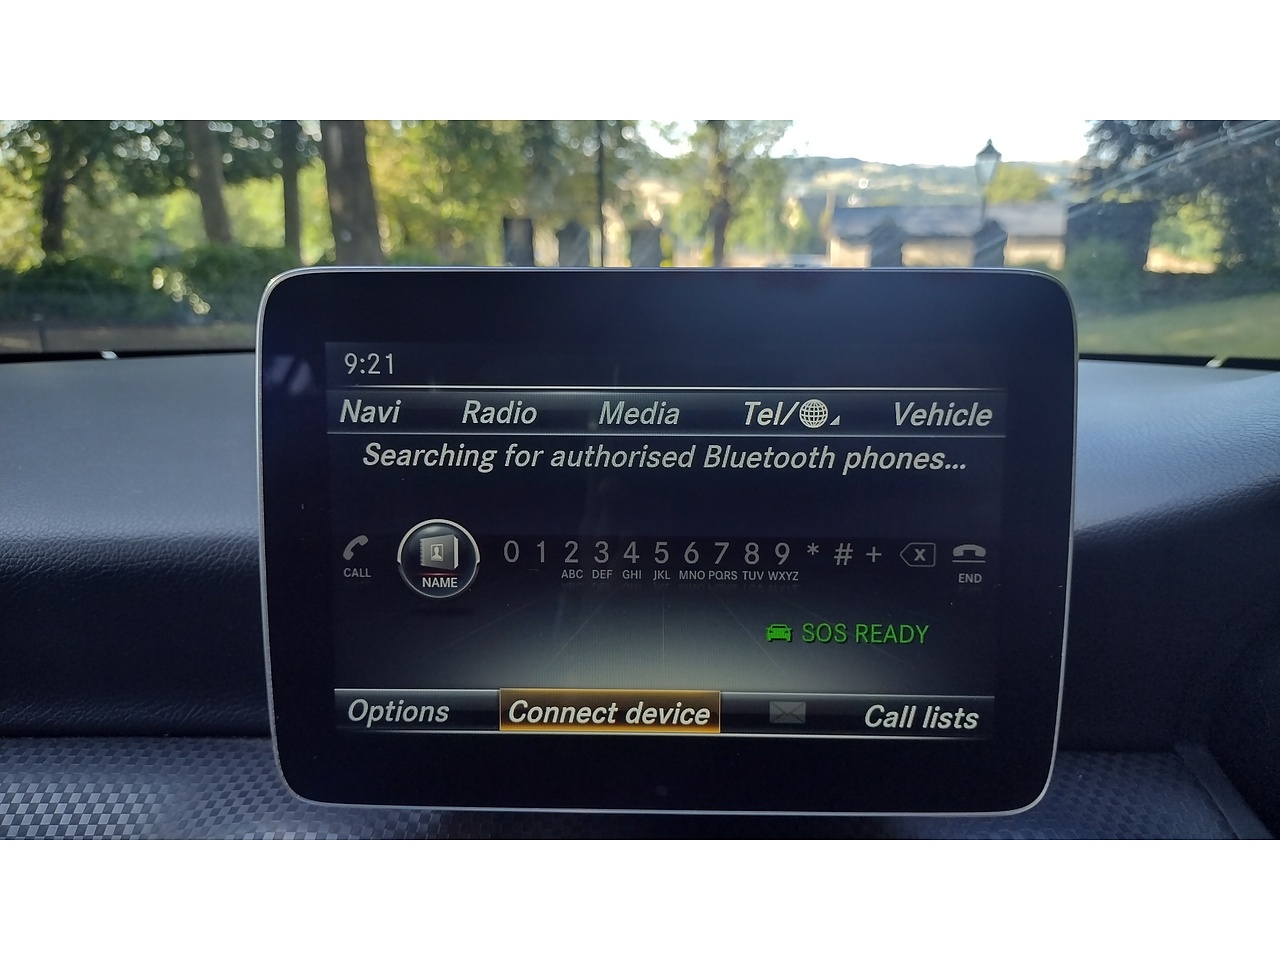 9:21
Navi Radio Media Tel/ Vehicle
Searching for authorised Bluetooth phones...
0 1 2 3 4 5 6 7 8 9 * # +
CALL NAME ABC DEF GHI JKL MNO PQRS TUV WXYZ END
SOS READY
Options Connect device Call lists